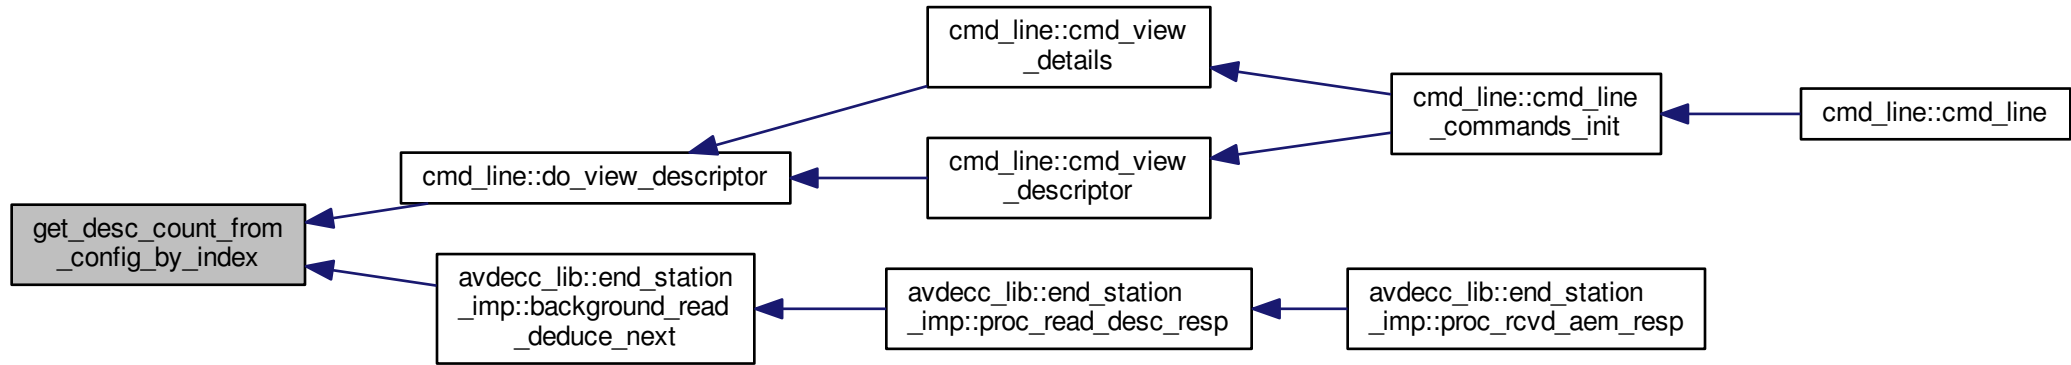 cmd_line::cmd_view
_details
cmd_line::cmd_line
_commands_init
cmd_line::cmd_line
cmd_line::do_view_descriptor
cmd_line::cmd_view
_descriptor
get_desc_count_from
_config_by_index
avdecc_lib::end_station
_imp::background_read
_deduce_next
avdecc_lib::end_station
_imp::proc_read_desc_resp
avdecc_lib::end_station
_imp::proc_rcvd_aem_resp